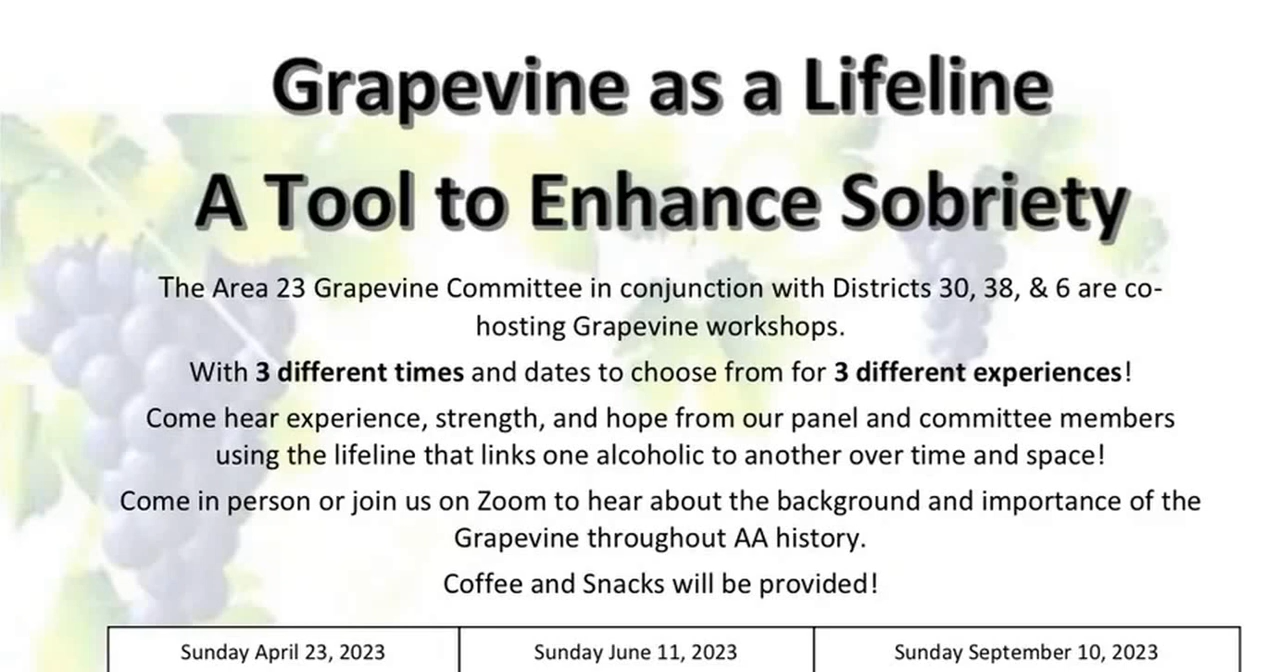 Grapevine as a Lifeline
A Tool to Enhance Sobriety
The Area 23 Grapevine Committee in conjunction with Districts 30, 38, & 6 are co-
hosting Grapevine workshops.
With 3 different times and dates to choose from for 3 different experiences!
Come hear experience, strength, and hope from our panel and committee members
using the lifeline that links one alcoholic to another over time and space!
Come in person or join us on Zoom to hear about the background and importance of the
Grapevine throughout AA history.
Coffee and Snacks will be provided!
Sunday April 23, 2023
Sunday June 11, 2023
Sunday September 10, 2023